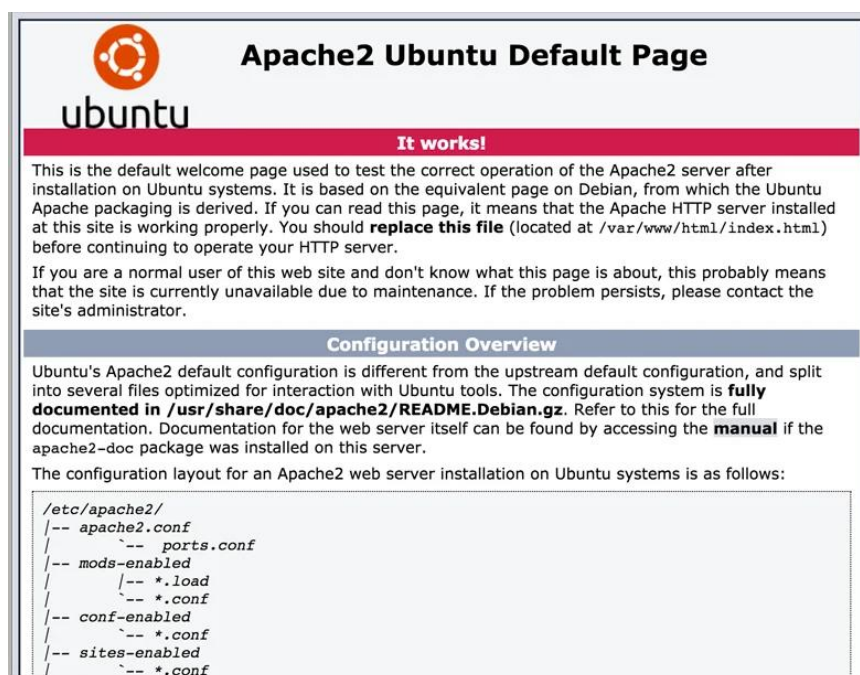 ubuntu
Apache2 Ubuntu Default Page
It works!
This is the default welcome page used to test the correct operation of the Apache2 server after
installation on Ubuntu systems. It is based on the equivalent page on Debian, from which the Ubuntu
Apache packaging is derived. If you can read this page, it means that the Apache HTTP server installed
at this site is working properly. You should replace this file (located at /var/www/html/index.html)
before continuing to operate your HTTP server.
If you are a normal user of this web site and don't know what this page is about, this probably means
that the site is currently unavailable due to maintenance. If the problem persists, please contact the
site's administrator.
Configuration Overview
Ubuntu's Apache2 default configuration is different from the upstream default configuration, and split
into several files optimized for interaction with Ubuntu tools. The configuration system is fully
documented in /usr/share/doc/apache2/README.Debian.gz. Refer to this for the full
documentation. Documentation for the web server itself can be found by accessing the manual if the
apache2-doc package was installed on this server.
The configuration layout for an Apache2 web server installation on Ubuntu systems is as follows:
/etc/apache2/
|-- apache2.conf
|       `--  ports.conf
|-- mods-enabled
|       |-- *.load
|       `-- *.conf
|-- conf-enabled
|       `-- *.conf
|-- sites-enabled
|       `-- *.conf